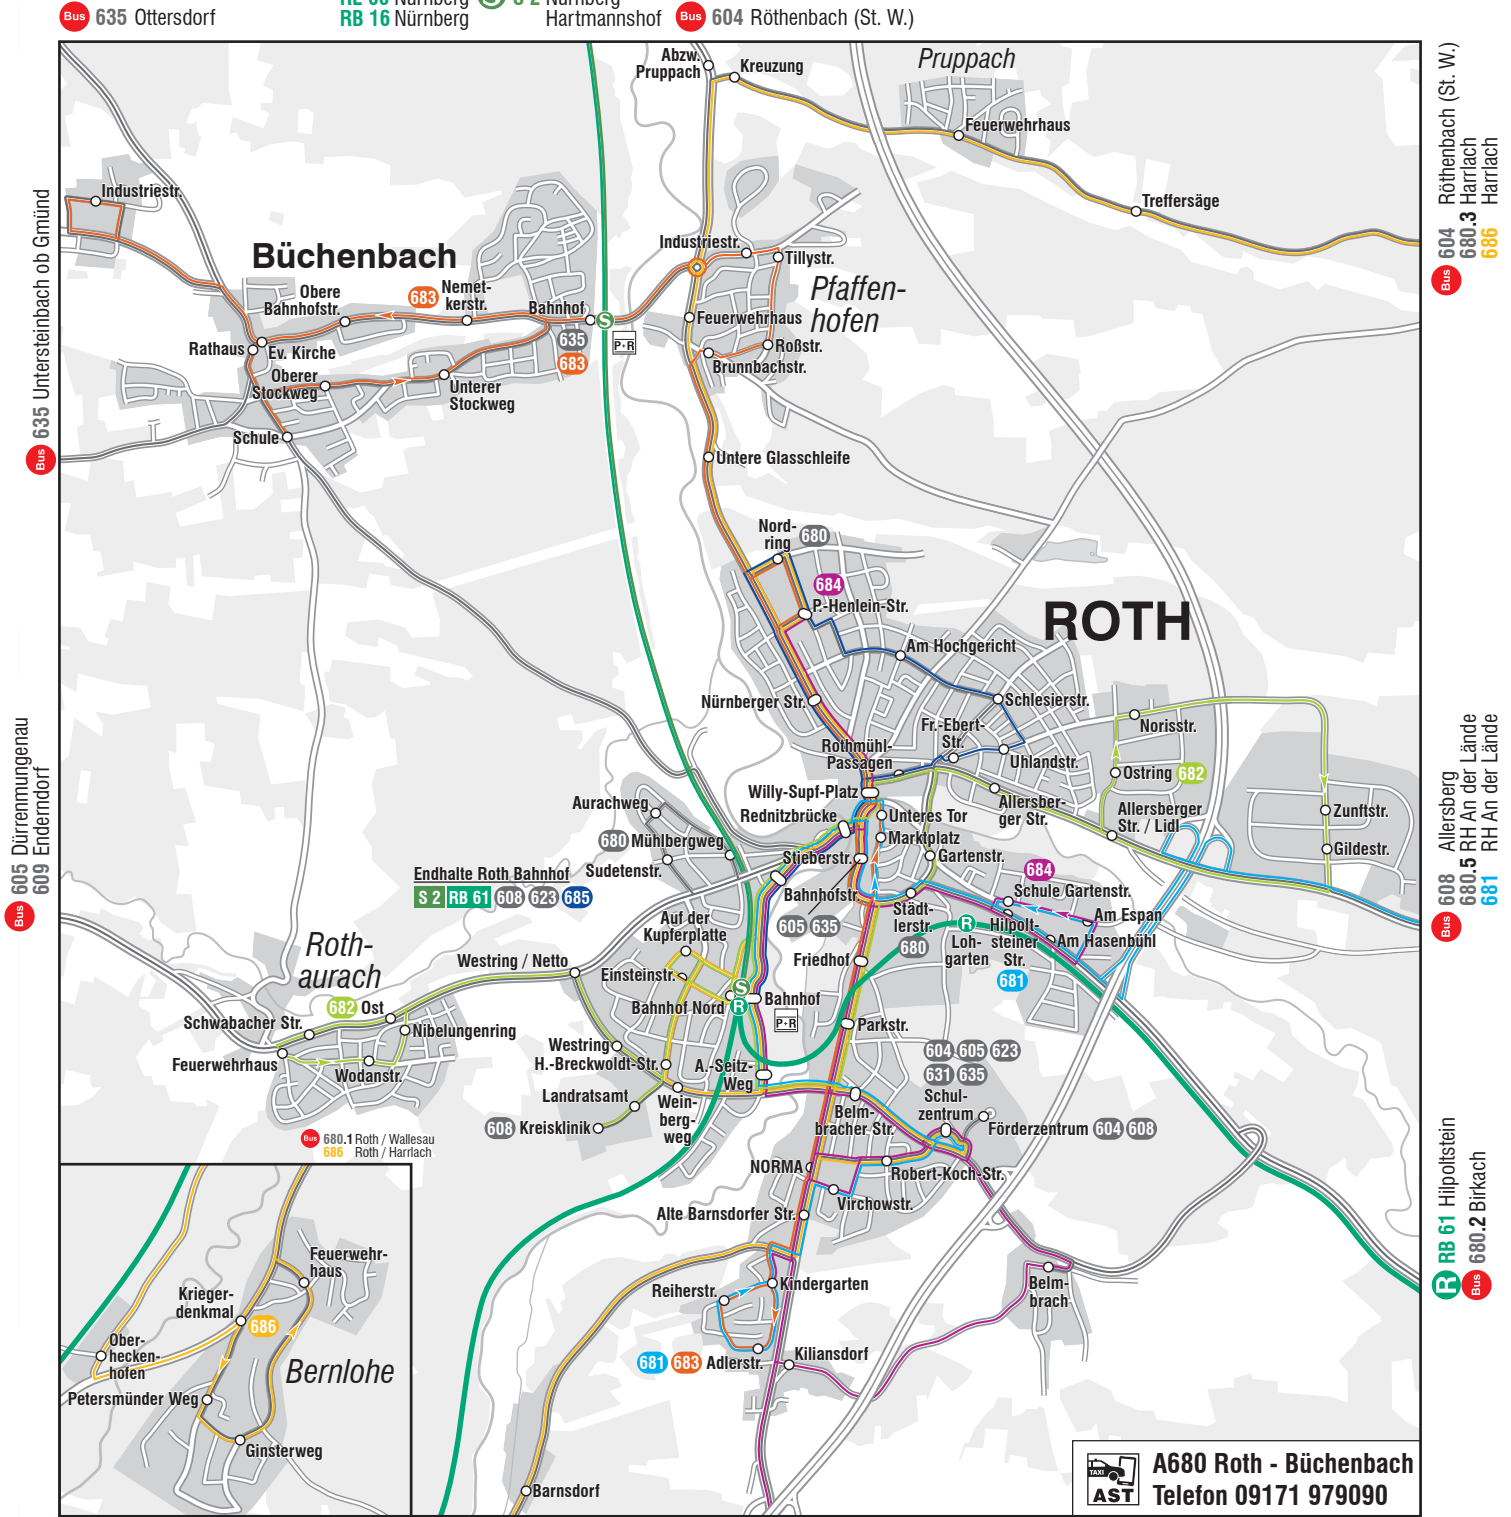 Bus 635 Ottersdorf
Nürnberg
RB 16 Nürnberg
S
Nürnberg
Hartmannshof
Bus 604 Röthenbach (St. W.)
Abzw.
Pruppach
Kreuzung
Pruppach
Feuerwehrhaus
Treffersäge
Bus 604 Röthenbach (St. W.)
680.3 Harrlach
686 Harrlach
Bus 635 Untersteinbach ob Gmünd
Industriestr.
Büchenbach
Obere
Bahnhofstr.
683
Nemet-
kerstr.
Bahnhof
S
635
683
P+R
Rathaus
Ev. Kirche
Oberer
Stockweg
Unterer
Stockweg
Schule
Industriestr.
Tillystr.
Pfaffen-
hofen
Feuerwehrhaus
Roßstr.
Brunnbachstr.
Untere Glasschleife
Nord-
ring
680
684
P.-Henlein-Str.
ROTH
Am Hochgericht
Nürnberger Str.
Schlesierstr.
Fr.-Ebert-
Str.
Norisstr.
Rothmühl-
Passagen
Uhlandstr.
Ostring 682
Willy-Supf-Platz
Allersber-
ger Str.
Allersberger
Str. / Lidl
Zunftstr.
Gildestr.
Rednitzbrücke
Unteres Tor
Marktplatz
Stieberstr.
Gartenstr.
Aurachweg
680 Mühlbergweg
Sudetenstr.
Endhalte Roth Bahnhof
S 2 RB 61 608 623 685
684
Schule Gartenstr.
Bahnhofstr.
605 635
Städt-
lerstr.
680
R
Loh-
garten
Hilpolt-
steiner
Str.
681
Am Espan
Am Hasenbühl
Friedhof
Auf der
Kupferplatte
Einsteinstr.
Bahnhof Nord
S
R
Bahnhof
P+R
Parkstr.
Bus 605 Dürrenmungenau
609 Enderndorf
Bus 608 Allersberg
680.5 RH An der Lände
681 RH An der Lände
Roth-
aurach
Westring / Netto
682 Ost
Schwabacher Str.
Nibelungenring
Feuerwehrhaus
Wodanstr.
Westring
H.-Breckwoldt-Str.
Landratsamt
608 Kreisklinik
A.-Seitz-
Weg
Wein-
berg-
weg
604 605 623
631 635
Schul-
zentrum
Belm-
bracher Str.
Förderzentrum 604 608
NORMA
Robert-Koch-Str.
Virchowstr.
Alte Barnsdorfer Str.
Bus 680.1 Roth / Wallesau
686 Roth / Harrlach
Feuerwehr-
haus
Krieger-
denkmal
686
Ober-
hecken-
hofen
Bernlohe
Petersmünder Weg
Ginsterweg
Reiherstr.
Kindergarten
681 683 Adlerstr.
Kiliansdorf
Belm-
brach
Barnsdorf
R RB 61 Hilpoltstein
Bus 680.2 Birkach
TAXI
AST
A680 Roth - Büchenbach
Telefon 09171 979090